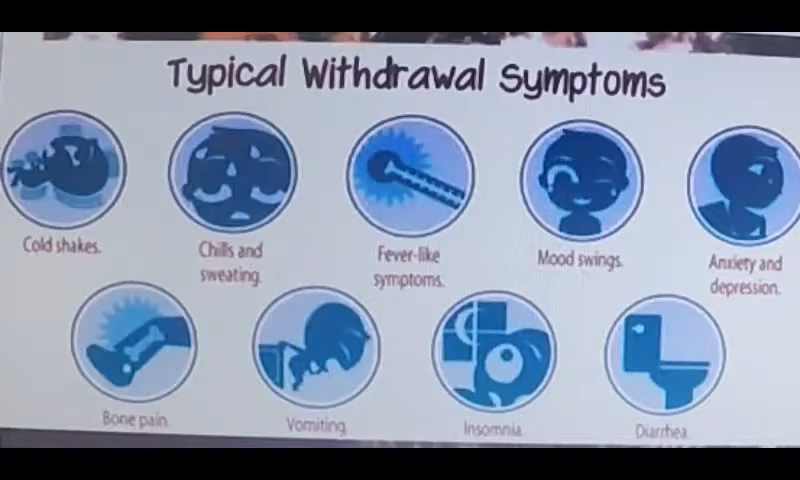 Typical Withdrawal Symptoms
Cold shakes.
Chills and
sweating.
Fever-like
symptoms.
Mood swings.
Anxiety and
depression.
Bone pain.
Vomiting.
Insomnia.
Diarrhea.